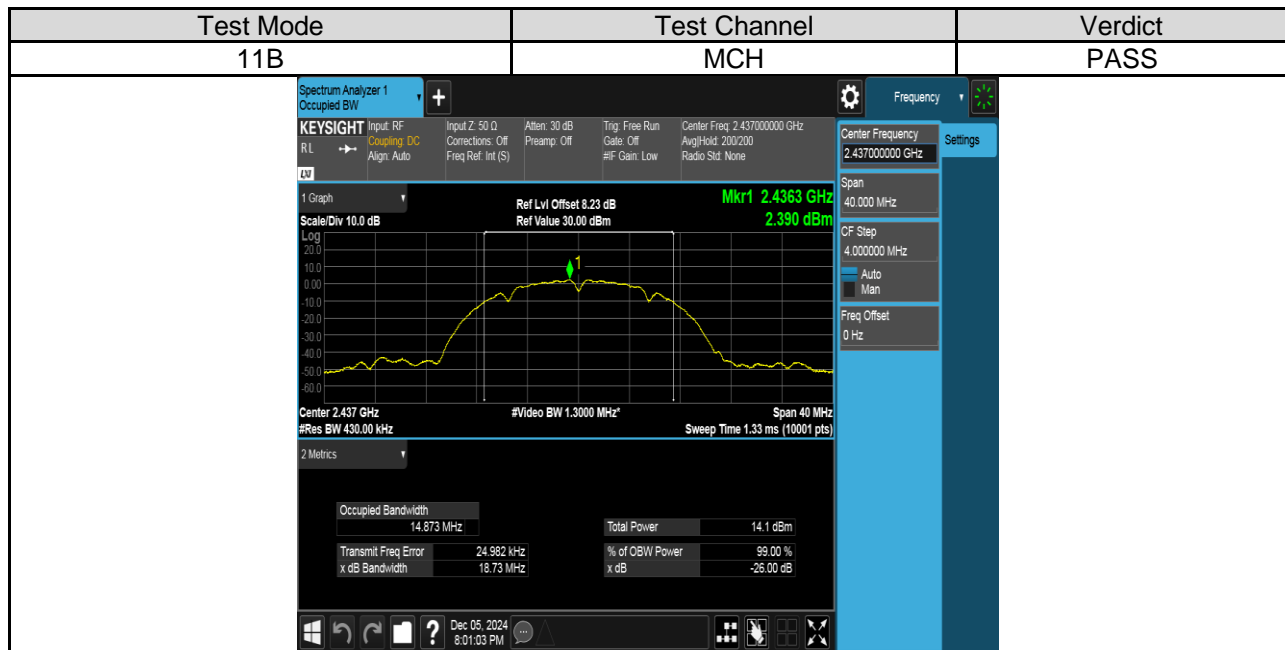 Test Mode Test Channel Verdict
11B MCH PASS
Spectrum Analyzer 1
Occupied BW
+
Frequency
KEYSIGHT Input: RF Input Z: 50 Ω Atten: 30 dB Trig: Free Run Center Freq: 2.437000000 GHz
RL Coupling: DC Corrections: Off Preamp: Off Gate: Off Avg|Hold: 200/200
Align: Auto Freq Ref: Int (S) #IF Gain: Low Radio Std: None
LXI
Center Frequency
2.437000000 GHz
Settings
Span
40.000 MHz
CF Step
4.000000 MHz
Auto
Man
Freq Offset
0 Hz
1 Graph Ref Lvl Offset 8.23 dB Mkr1 2.4363 GHz
Scale/Div 10.0 dB Ref Value 30.00 dBm 2.390 dBm
Log
20.0
10.0
0.00
-10.0
-20.0
-30.0
-40.0
-50.0
-60.0
1
Center 2.437 GHz #Video BW 1.3000 MHz* Span 40 MHz
#Res BW 430.00 kHz Sweep Time 1.33 ms (10001 pts)
2 Metrics
Occupied Bandwidth
14.873 MHz Total Power 14.1 dBm
Transmit Freq Error 24.982 kHz % of OBW Power 99.00 %
x dB Bandwidth 18.73 MHz x dB -26.00 dB
? Dec 05, 2024
8:01:03 PM